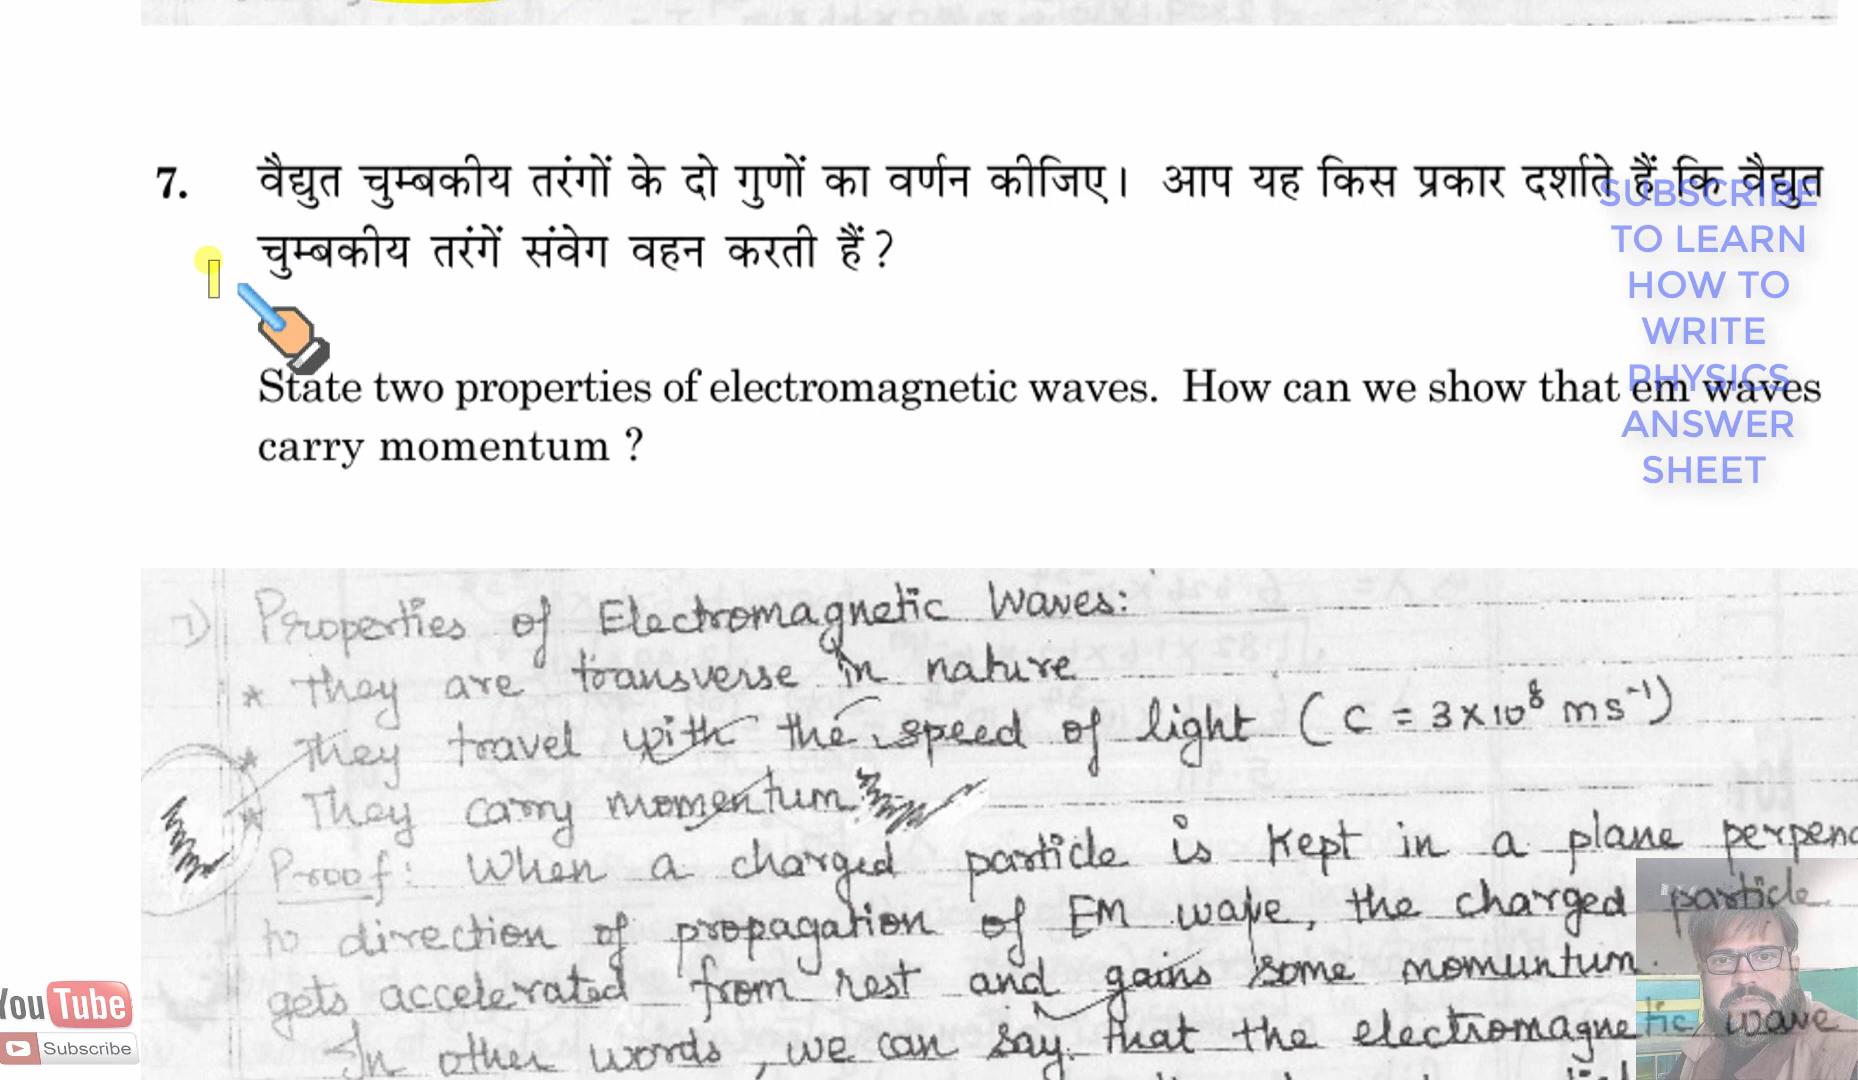 7. वैद्युत चुम्बकीय तरंगों के दो गुणों का वर्णन कीजिए। आप यह किस प्रकार दर्शाते हैं कि वैद्युत
चुम्बकीय तरंगें संवेग वहन करती हैं ?
State two properties of electromagnetic waves. How can we show that em waves
carry momentum ?
SUBSCRIBE
TO LEARN
HOW TO
WRITE
PHYSICS
ANSWER
SHEET
7) Properties of Electromagnetic Waves:
* They are transverse in nature
* They travel with the speed of light (c = 3×10⁸ ms⁻¹)
* They carry momentum
Proof: When a charged particle is kept in a plane perpend
to direction of propagation of EM wave, the charged particle
gets accelerated from rest and gains some momuntum.
In other words, we can say that the electromagnetic wave
YouTube
Subscribe